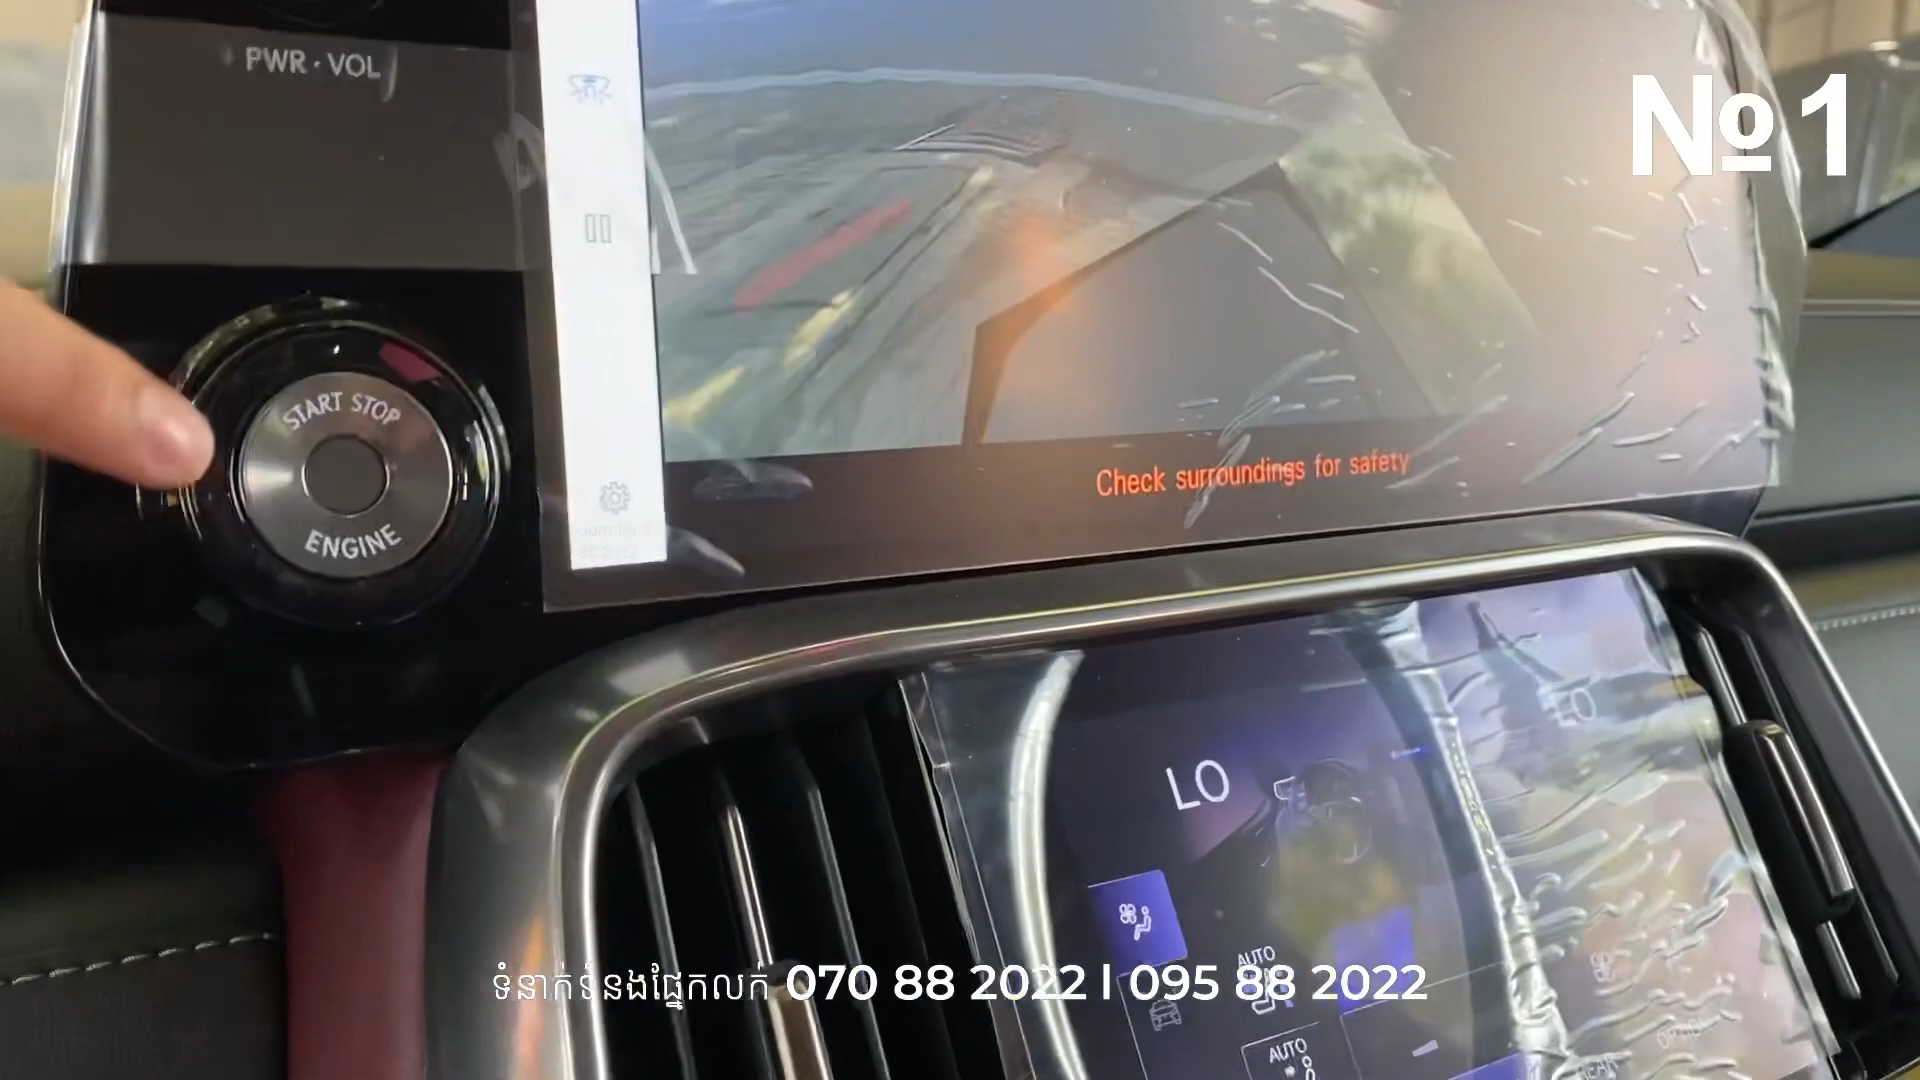 PWR · VOL
№1
START STOP
ENGINE
Check surroundings for safety
LO
LO
AUTO
AUTO
ទំនាក់ទំនងផ្នែកលក់ 070 88 2022 | 095 88 2022